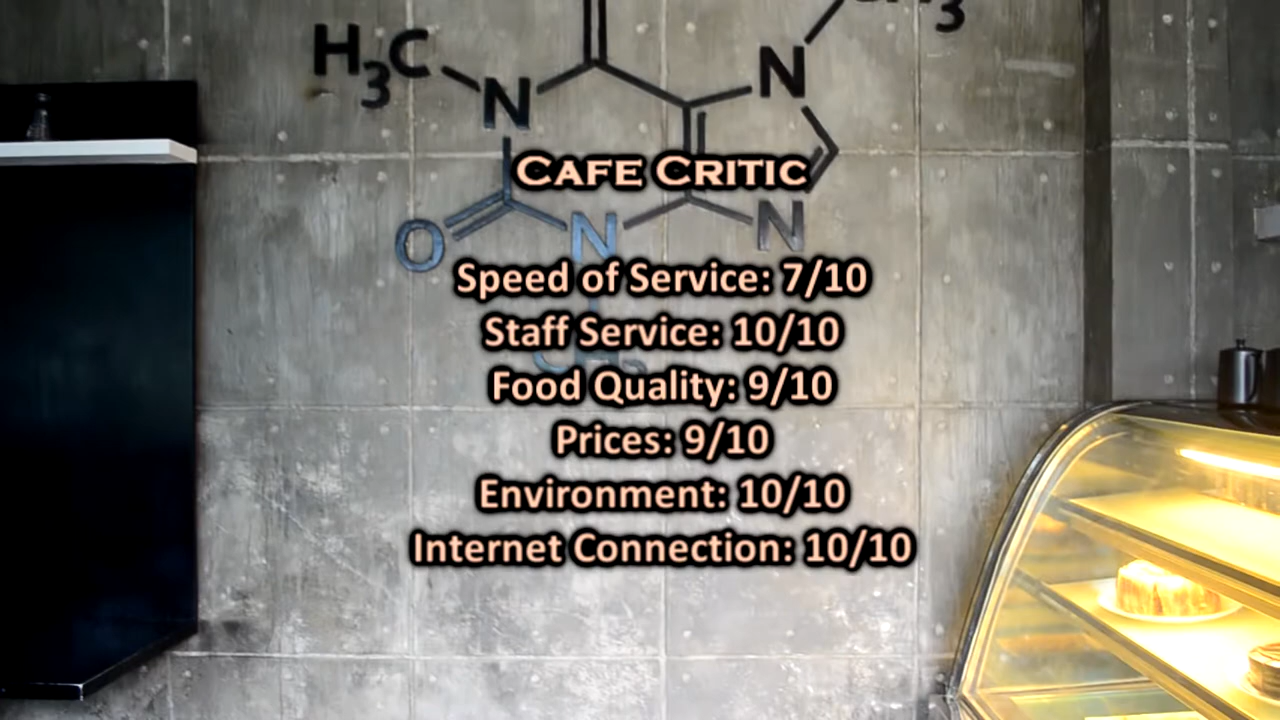 H3C
N
N
CAFE CRITIC
O
N
N
Speed of Service: 7/10
Staff Service: 10/10
Food Quality: 9/10
Prices: 9/10
Environment: 10/10
Internet Connection: 10/10